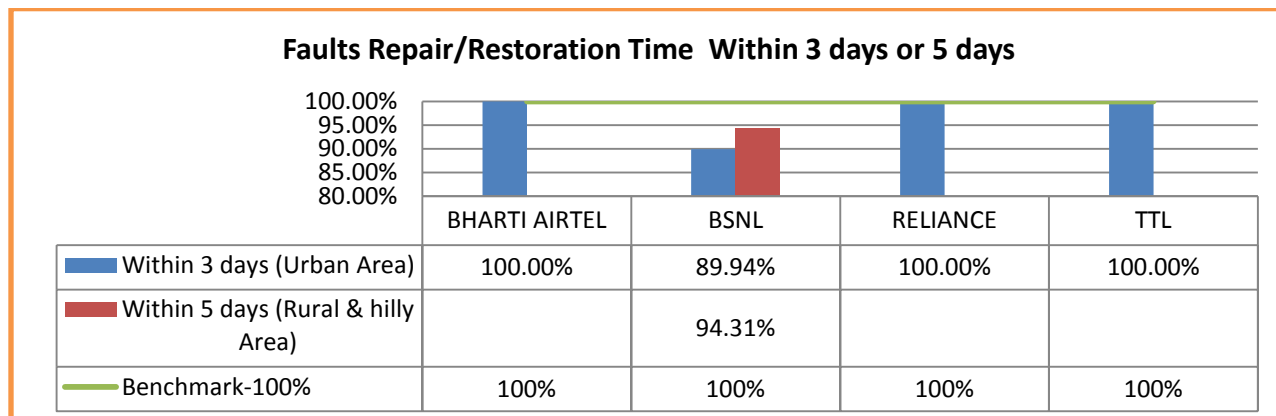 Faults Repair/Restoration Time Within 3 days or 5 days
100.00%
95.00%
90.00%
85.00%
80.00%
BHARTI AIRTEL BSNL RELIANCE TTL
Within 3 days (Urban Area) 100.00% 89.94% 100.00% 100.00%
Within 5 days (Rural & hilly
Area) 94.31%
Benchmark-100% 100% 100% 100% 100%